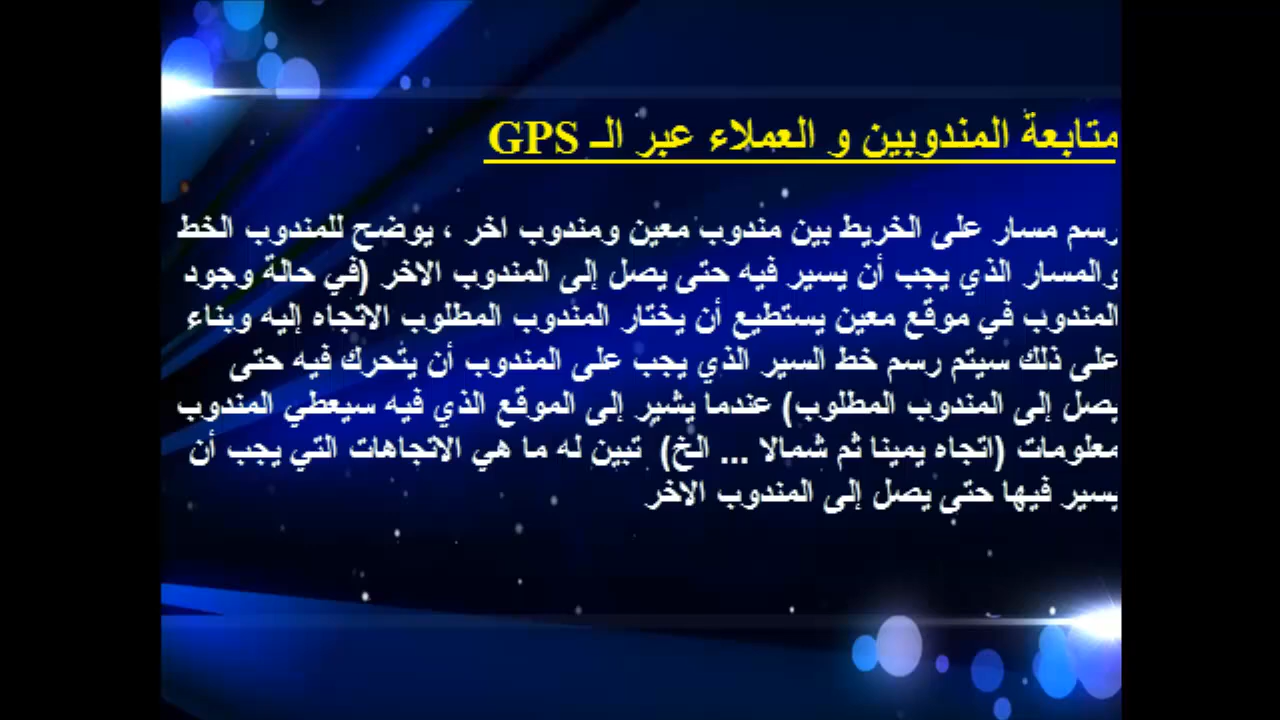 متابعة المندوبين و العملاء عبر الـ GPS
رسم مسار على الخريط بين مندوب معين ومندوب اخر ، يوضح للمندوب الخط
والمسار الذي يجب أن يسير فيه حتى يصل إلى المندوب الاخر (في حالة وجود
المندوب في موقع معين يستطيع أن يختار المندوب المطلوب الاتجاه إليه وبناء
على ذلك سيتم رسم خط السير الذي يجب على المندوب أن يتحرك فيه حتى
يصل إلى المندوب المطلوب) عندما يشير إلى الموقع الذي فيه سيعطي المندوب
معلومات (اتجاه يمينا ثم شمالا ... الخ) تبين له ما هي الاتجاهات التي يجب أن
يسير فيها حتى يصل إلى المندوب الاخر